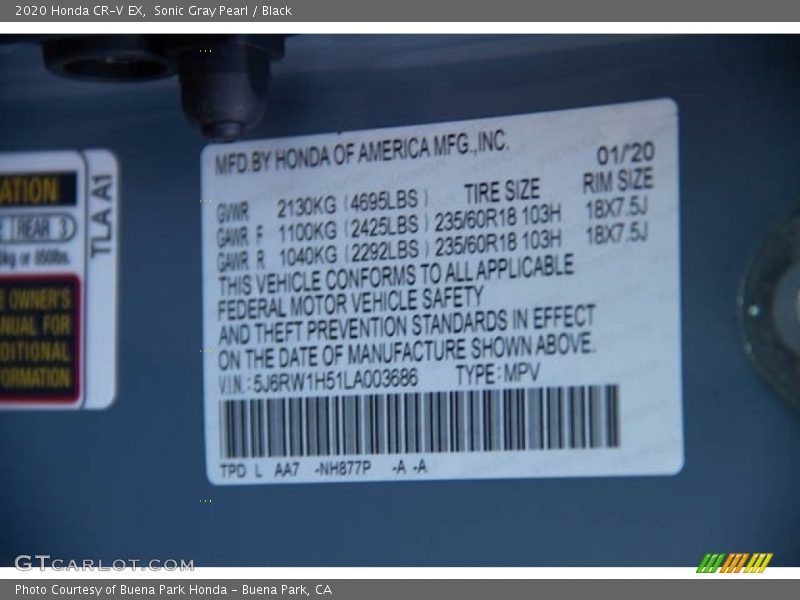 2020 Honda CR-V EX, Sonic Gray Pearl / Black
ATION
REAR 3
850lbs.
TLA A1
OWNER'S
FOR
MFD.BY HONDA OF AMERICA MFG.,INC.
01/'20
TIRE SIZE RIM SIZE
GVWR 2130KG (4695LBS)
GAWR F 1100KG (2425LBS) 235/60R18 103H 18X7.5J
GAWR R 1040KG (2292LBS) 235/60R18 103H 18X7.5J
THIS VEHICLE CONFORMS TO ALL APPLICABLE
FEDERAL MOTOR VEHICLE SAFETY
AND THEFT PREVENTION STANDARDS IN EFFECT
ON THE DATE OF MANUFACTURE SHOWN ABOVE.
V.I.N.: 5J6RW1H51LA003686 TYPE:MPV
TPD L AA7 -NH877P -A -A
GTCARLOT.COM
Photo Courtesy of Buena Park Honda - Buena Park, CA